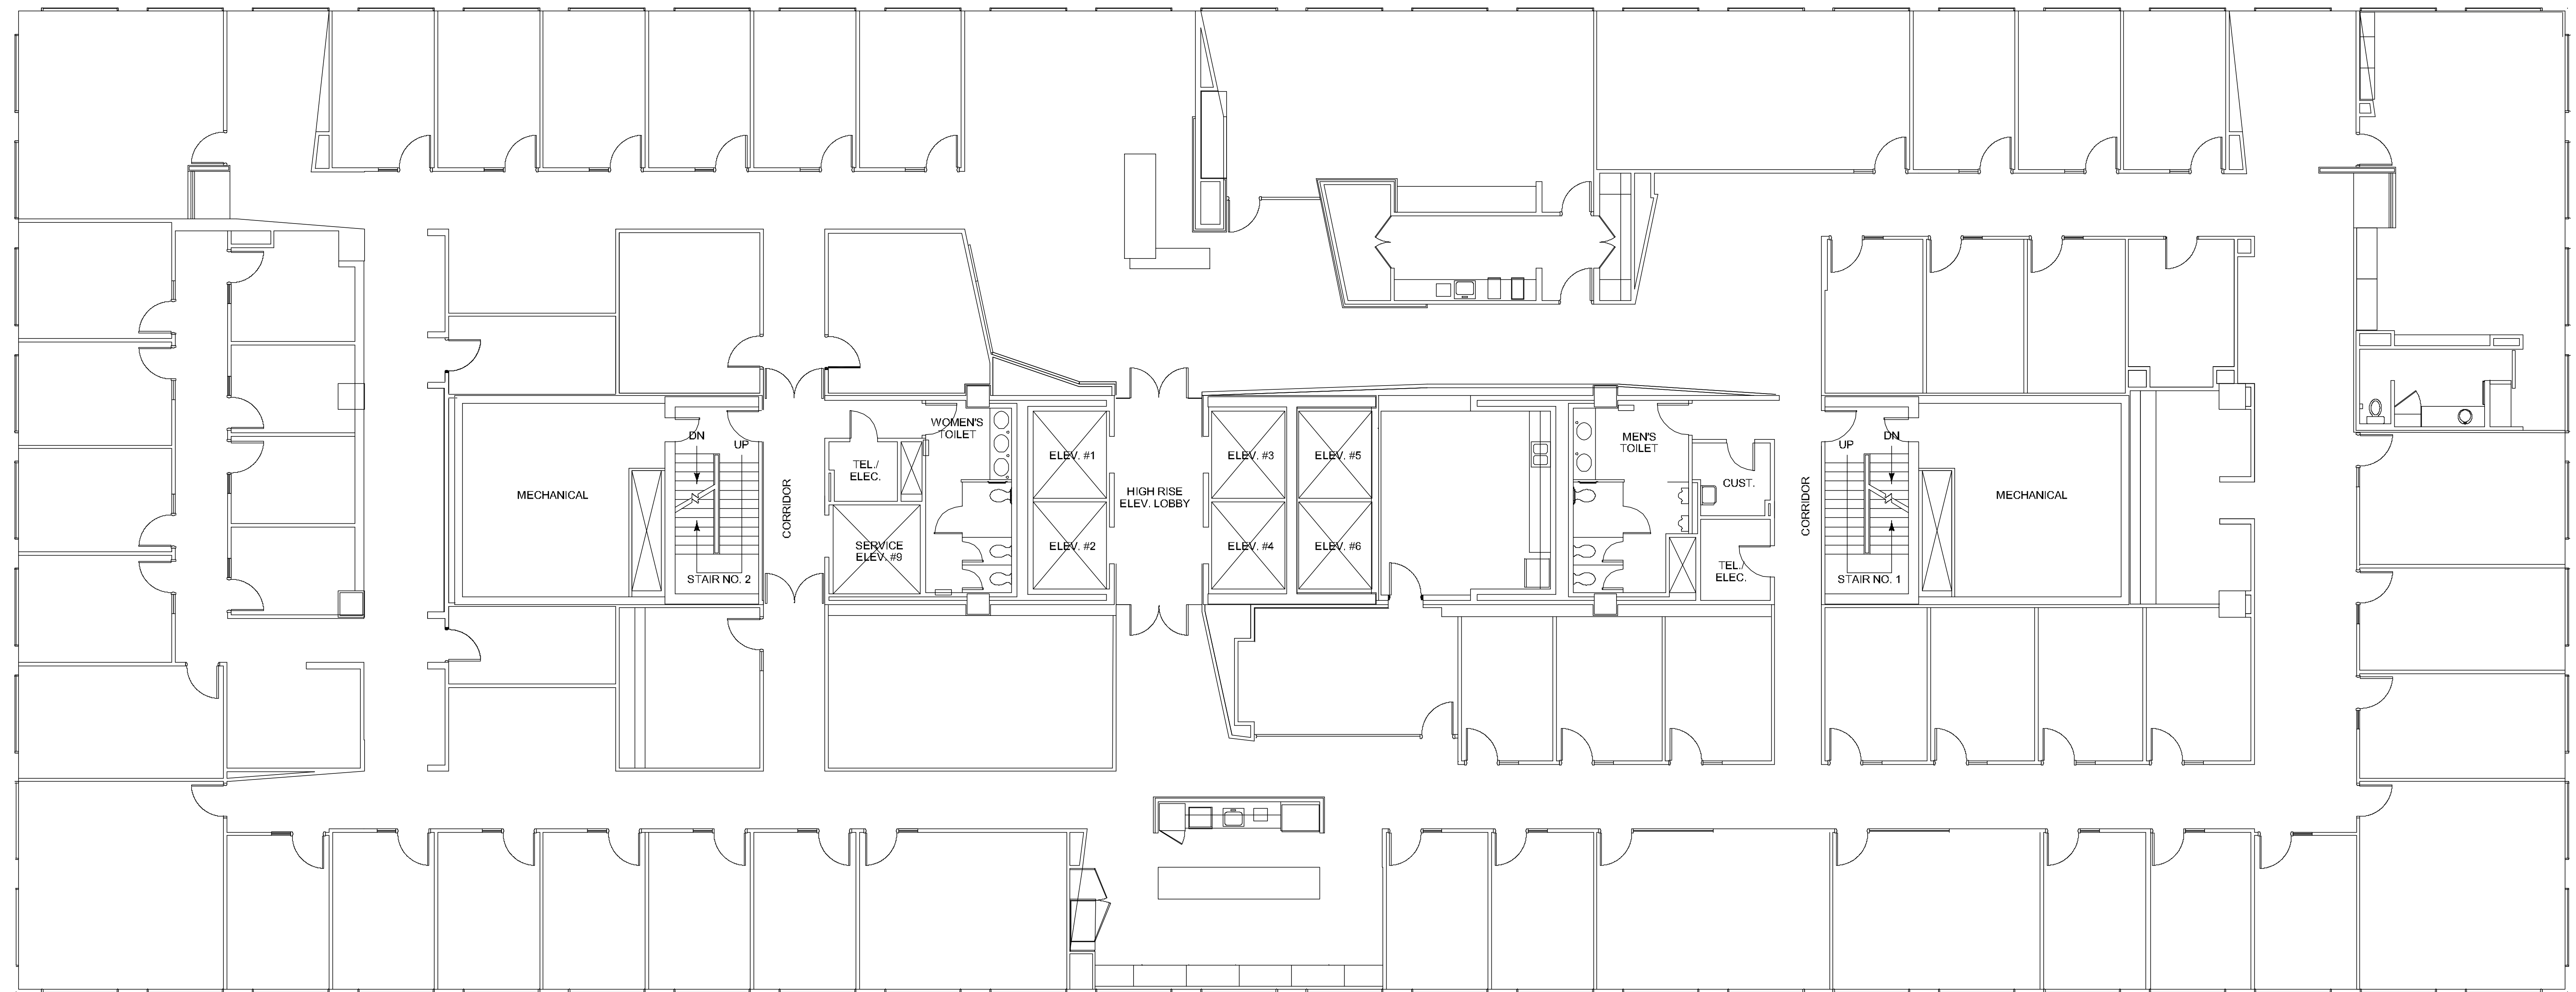 DN
UP
MECHANICAL
STAIR NO. 2
CORRIDOR
TEL./
ELEC.
SERVICE
ELEV. #9
WOMEN'S
TOILET
ELEV. #1
ELEV. #2
HIGH RISE
ELEV. LOBBY
ELEV. #3
ELEV. #4
ELEV. #5
ELEV. #6
MEN'S
TOILET
CUST.
TEL./
ELEC.
CORRIDOR
UP
DN
STAIR NO. 1
MECHANICAL